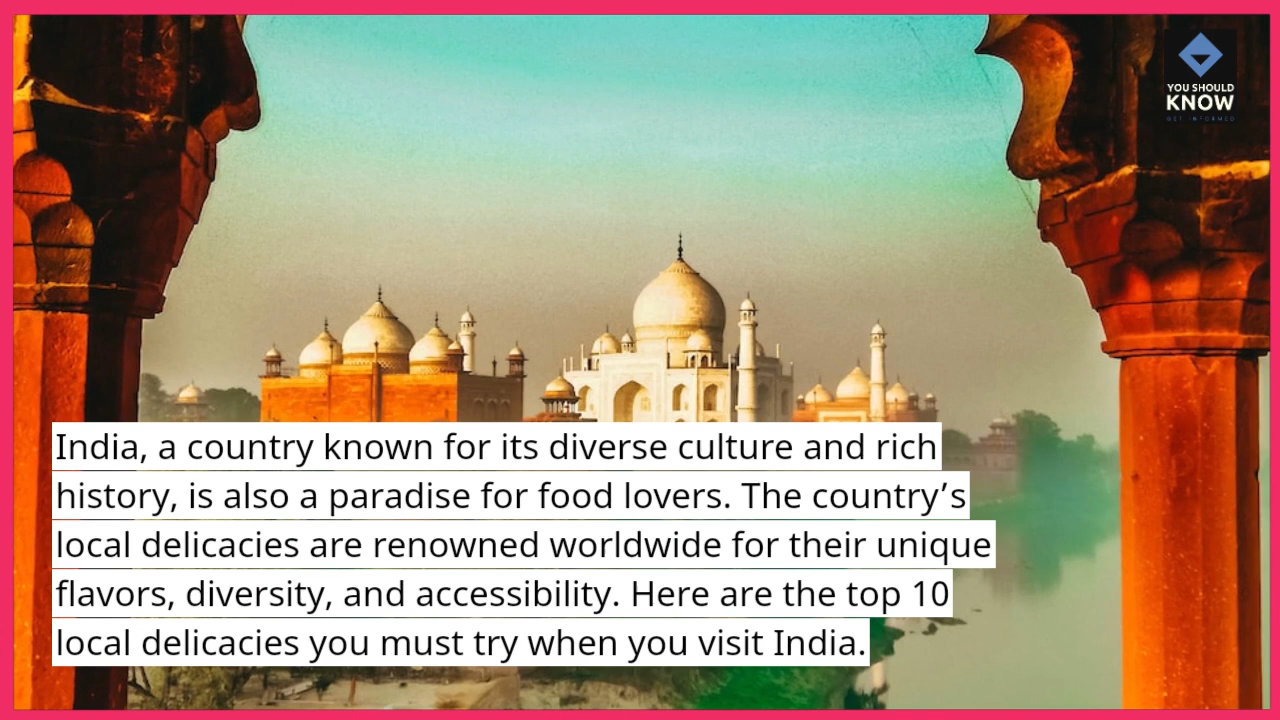 YOU SHOULD
KNOW
GET INFORMED
India, a country known for its diverse culture and rich
history, is also a paradise for food lovers. The country’s
local delicacies are renowned worldwide for their unique
flavors, diversity, and accessibility. Here are the top 10
local delicacies you must try when you visit India.